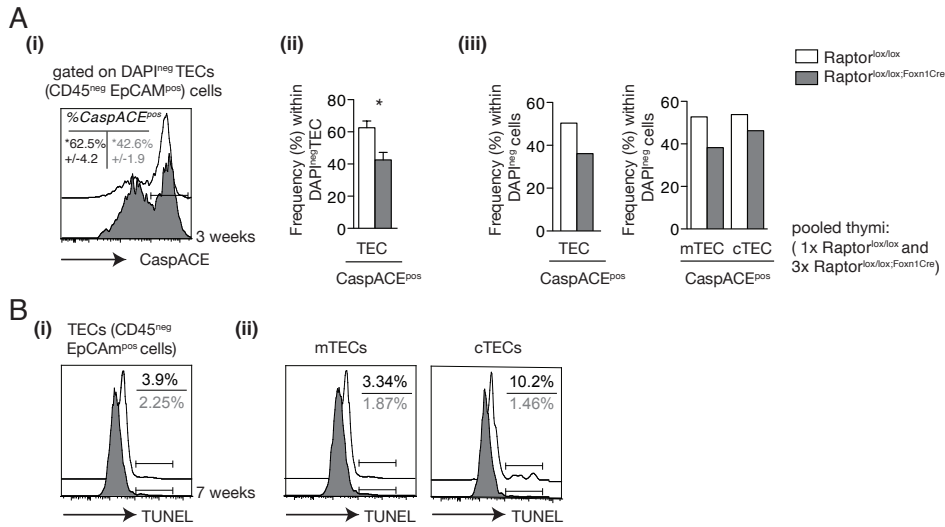 A
(i)
gated on DAPIneg TECs
(CD45neg EpCAMpos) cells
%CaspACEpos
*62.5% *42.6%
+/-4.2 +/-1.9
3 weeks
CaspACE
(ii)
Frequency (%) within
DAPInegTEC
80
60
40
20
0
*
TEC
CaspACEpos
(iii)
Frequency (%) within
DAPIneg cells
60
40
20
0
TEC
CaspACEpos
Frequency (%) within
DAPIneg cells
60
40
20
0
mTEC cTEC
CaspACEpos
Raptorlox/lox
Raptorlox/lox;Foxn1Cre
pooled thymi:
( 1x Raptorlox/lox and
3x Raptorlox/lox;Foxn1Cre)
B
(i)
TECs (CD45neg
EpCAmpos cells)
3.9%
2.25%
7 weeks
TUNEL
(ii)
mTECs
3.34%
1.87%
TUNEL
cTECs
10.2%
1.46%
TUNEL